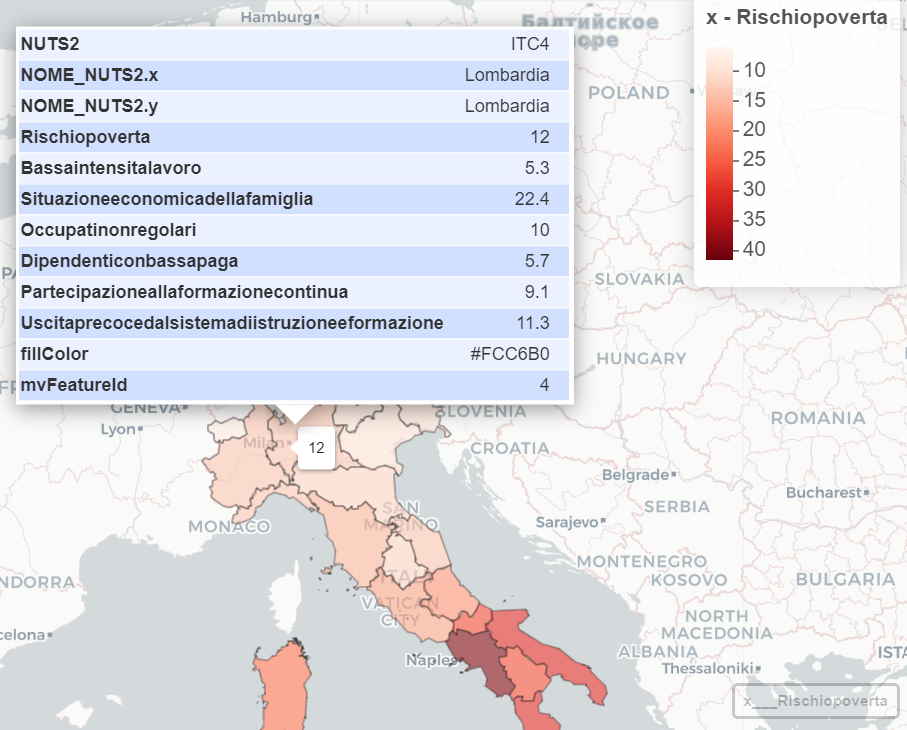 Hamburg
Балтийское
море
x - Rischiopoverta
POLAND
10
15
20
25
30
35
40
NUTS2 ITC4
NOME_NUTS2.x Lombardia
NOME_NUTS2.y Lombardia
Rischiopoverta 12
Bassaintensitalavoro 5.3
Situazioneeconomicadellafamiglia 22.4
Occupatinonregolari 10
Dipendenticonbassapaga 5.7
Partecipazioneallaformazionecontinua 9.1
Uscitaprecocedalsistemadiistruzioneeformazione 11.3
fillColor #FCC6B0
mvFeatureId 4
SLOVAKIA
HUNGARY
GENEVA
SLOVENIA
ROMANIA
Lyon
Milan
12
CROATIA
Belgrade
Bucharest
SERBIA
SAN
MARINO
MONACO
Sarajevo
MONTENEGRO
KOSOVO
BULGARIA
NDORRA
ITAL
VATICAN
CITY
NORTH
MACEDONIA
celona
ALBANIA
ISTA
Naples
Thessaloniki
x___Rischiopoverta